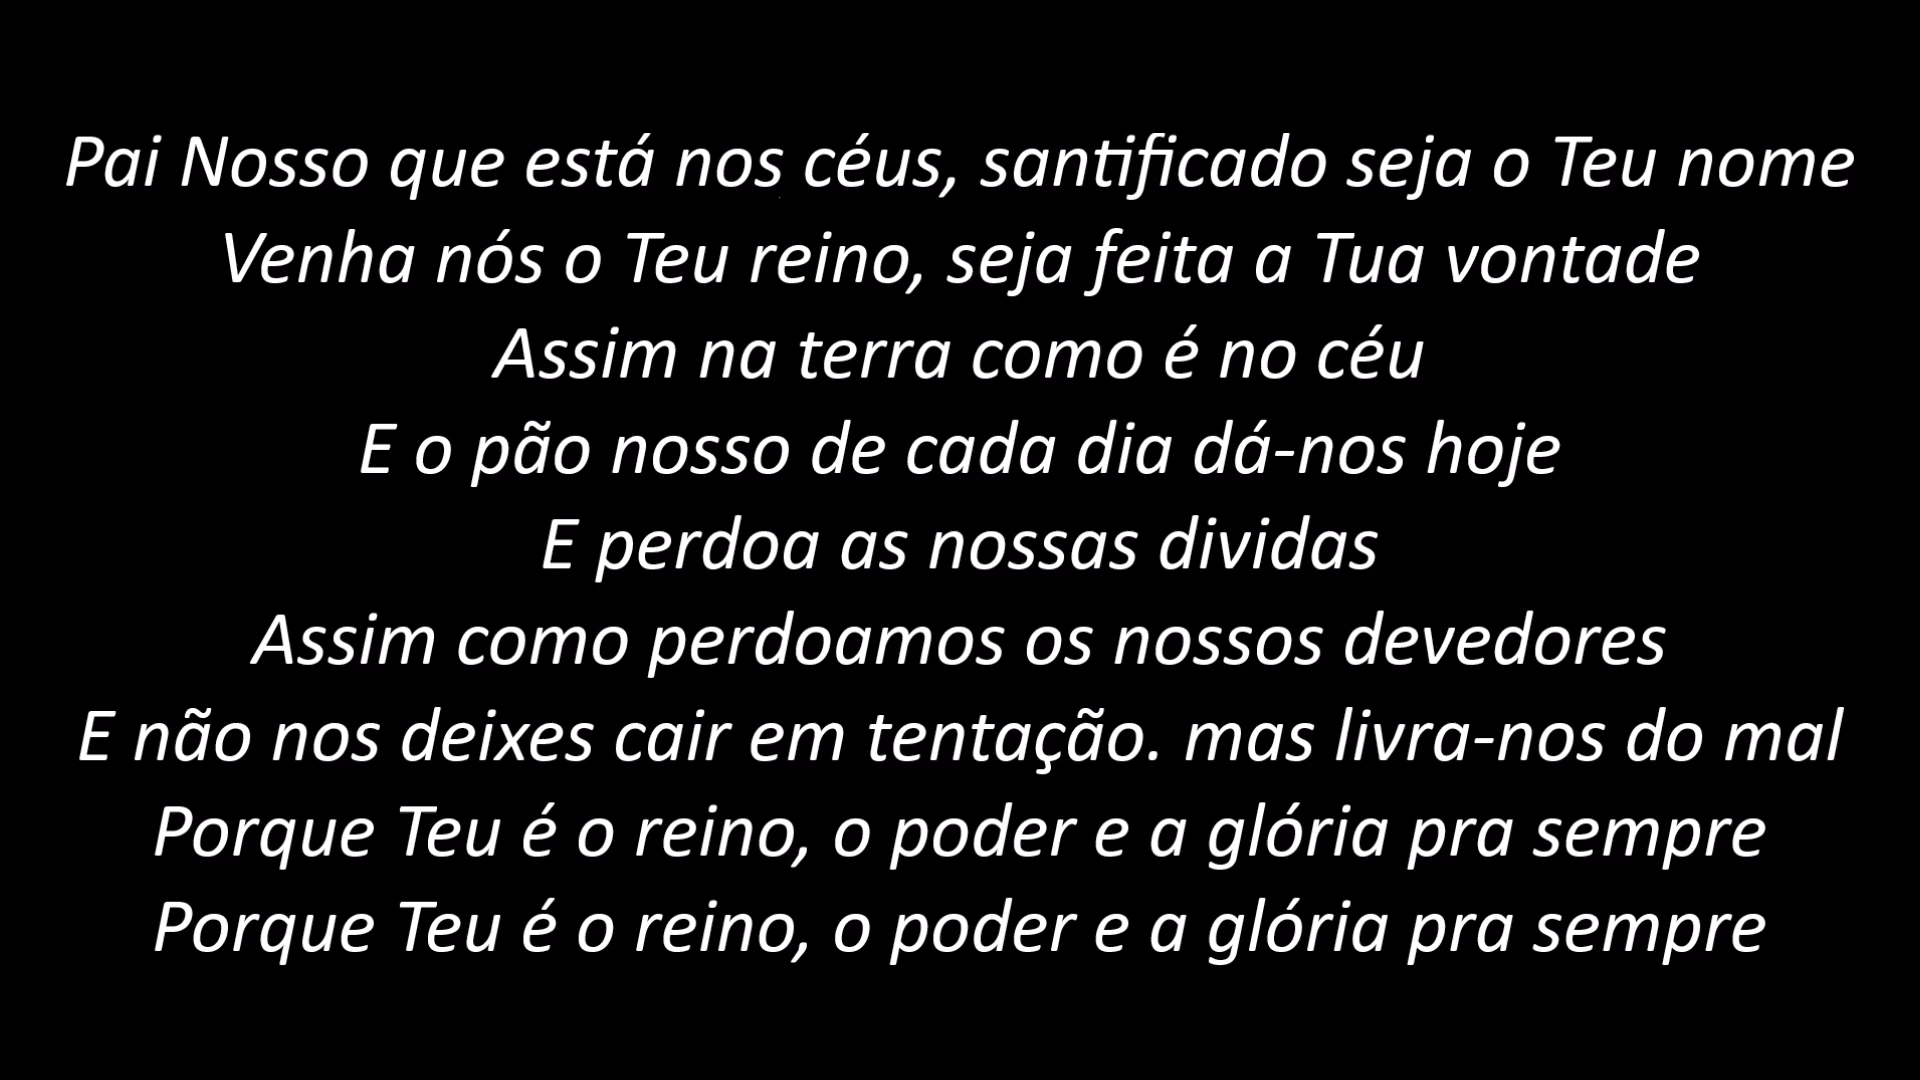 Pai Nosso que está nos céus, santificado seja o Teu nome
Venha nós o Teu reino, seja feita a Tua vontade
Assim na terra como é no céu
E o pão nosso de cada dia dá-nos hoje
E perdoa as nossas dividas
Assim como perdoamos os nossos devedores
E não nos deixes cair em tentação. mas livra-nos do mal
Porque Teu é o reino, o poder e a glória pra sempre
Porque Teu é o reino, o poder e a glória pra sempre